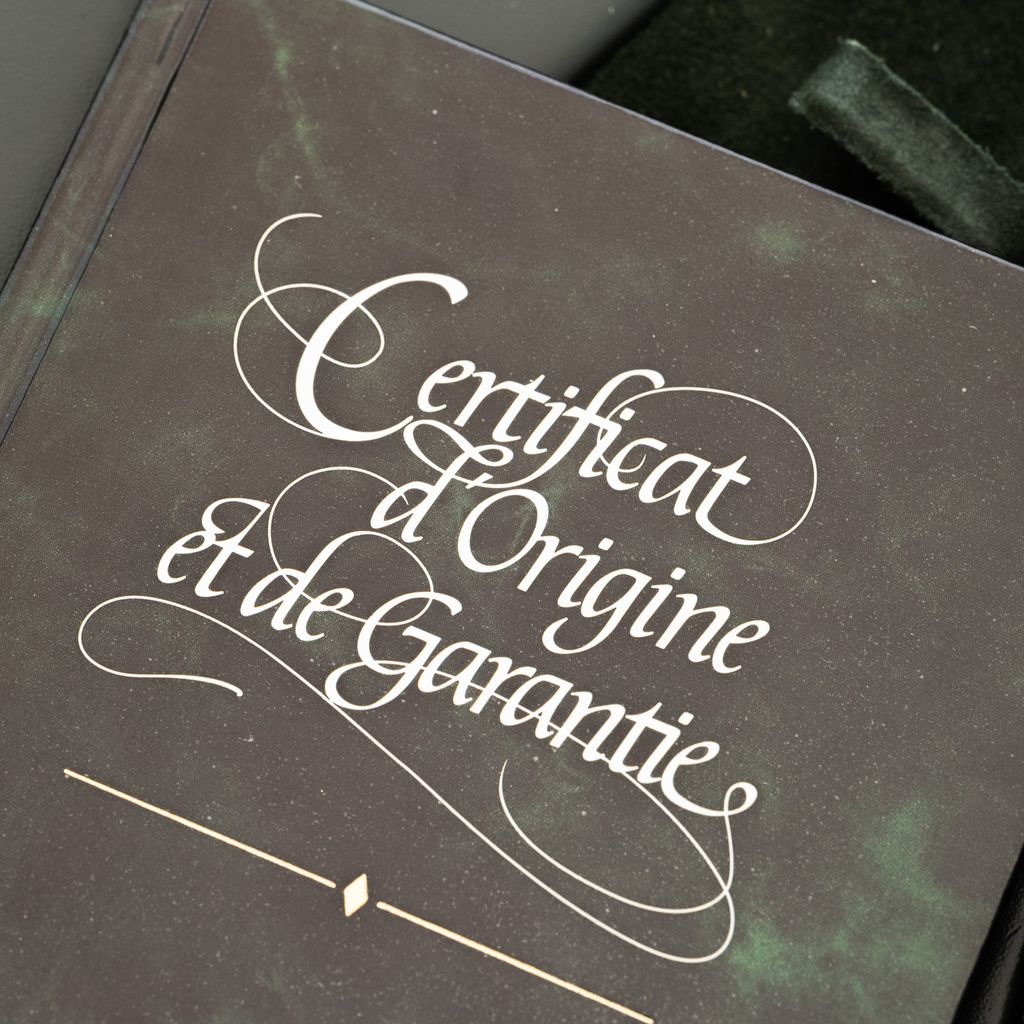 Certificat
d'Origine
et de Garantie